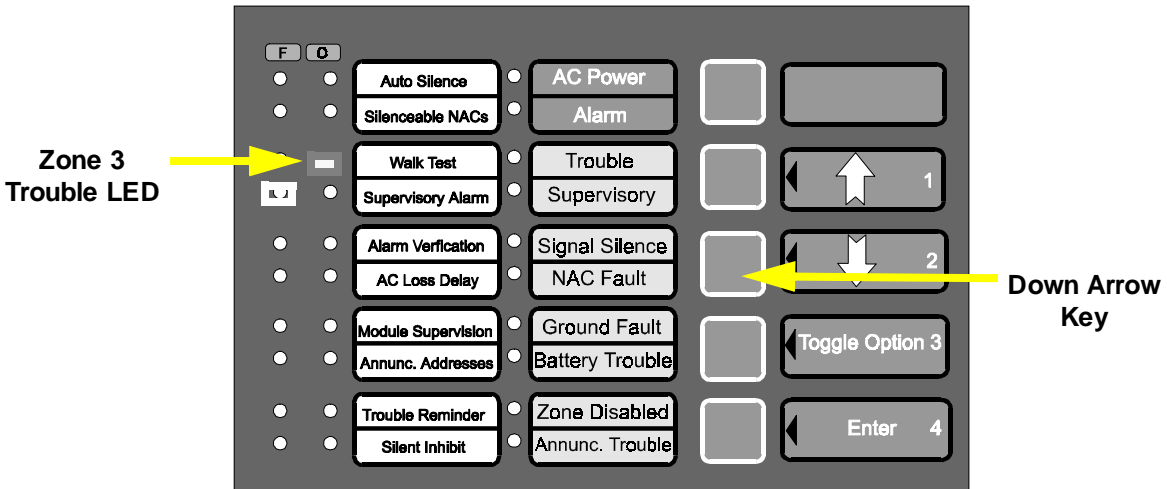 F O
Auto Silence AC Power
Silenceable NACs Alarm
Zone 3
Trouble LED
Walk Test Trouble
1
Supervisory Alarm Supervisory
Alarm Verfication Signal Silence
2
AC Loss Delay NAC Fault
Down Arrow
Key
Module Supervision Ground Fault
Toggle Option 3
Annunc. Addresses Battery Trouble
Trouble Reminder Zone Disabled
Enter 4
Silent Inhibit Annunc. Trouble